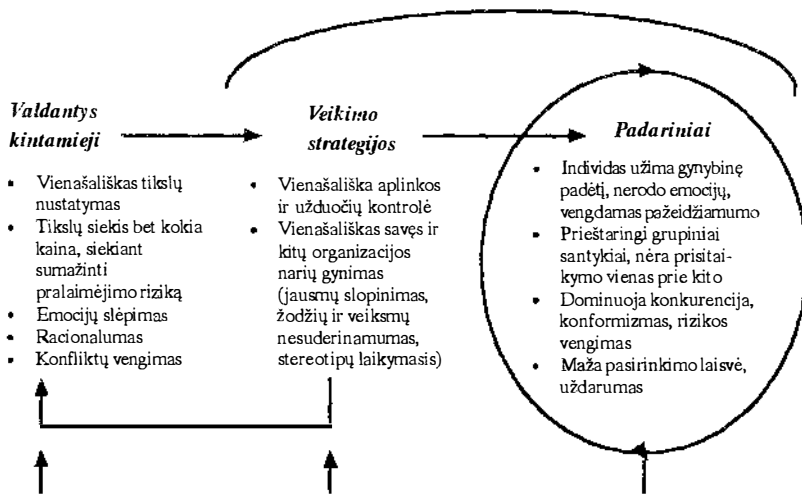 Valdantys
kintamieji
• Vienašališkas tikslų
nustatymas
• Tikslų siekis bet kokia
kaina, siekiant
sumažinti
pralaimėjimo riziką
• Emocijų slėpimas
• Racionalumas
• Konfliktų vengimas
Veikimo
strategijos
• Vienašališka aplinkos
ir užduočių kontrolė
• Vienašališkas savęs ir
kitų organizacijos
narių gynimas
(jausmų slopinimas,
žodžių ir veiksmų
nesuderinamumas,
stereotipų laikymasis)
Padariniai
• Individas užima gynybinę
padėtį, nerodo emocijų,
vengdamas pažeidžiamumo
• Prieštaringi grupiniai
santykiai, nėra prisitai-
kymo vienas prie kito
• Dominuoja konkurencija,
konformizmas, rizikos
vengimas
• Maža pasirinkimo laisvė,
uždarumas